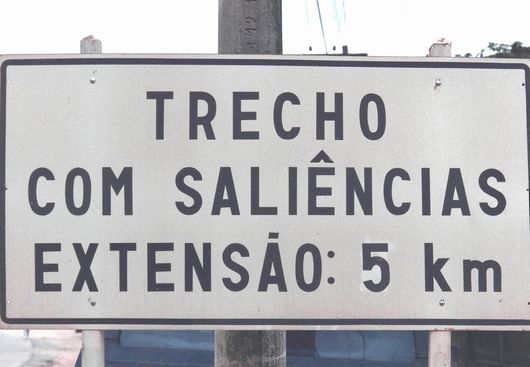 TRECHO
COM SALIÊNCIAS
EXTENSÃO: 5 km